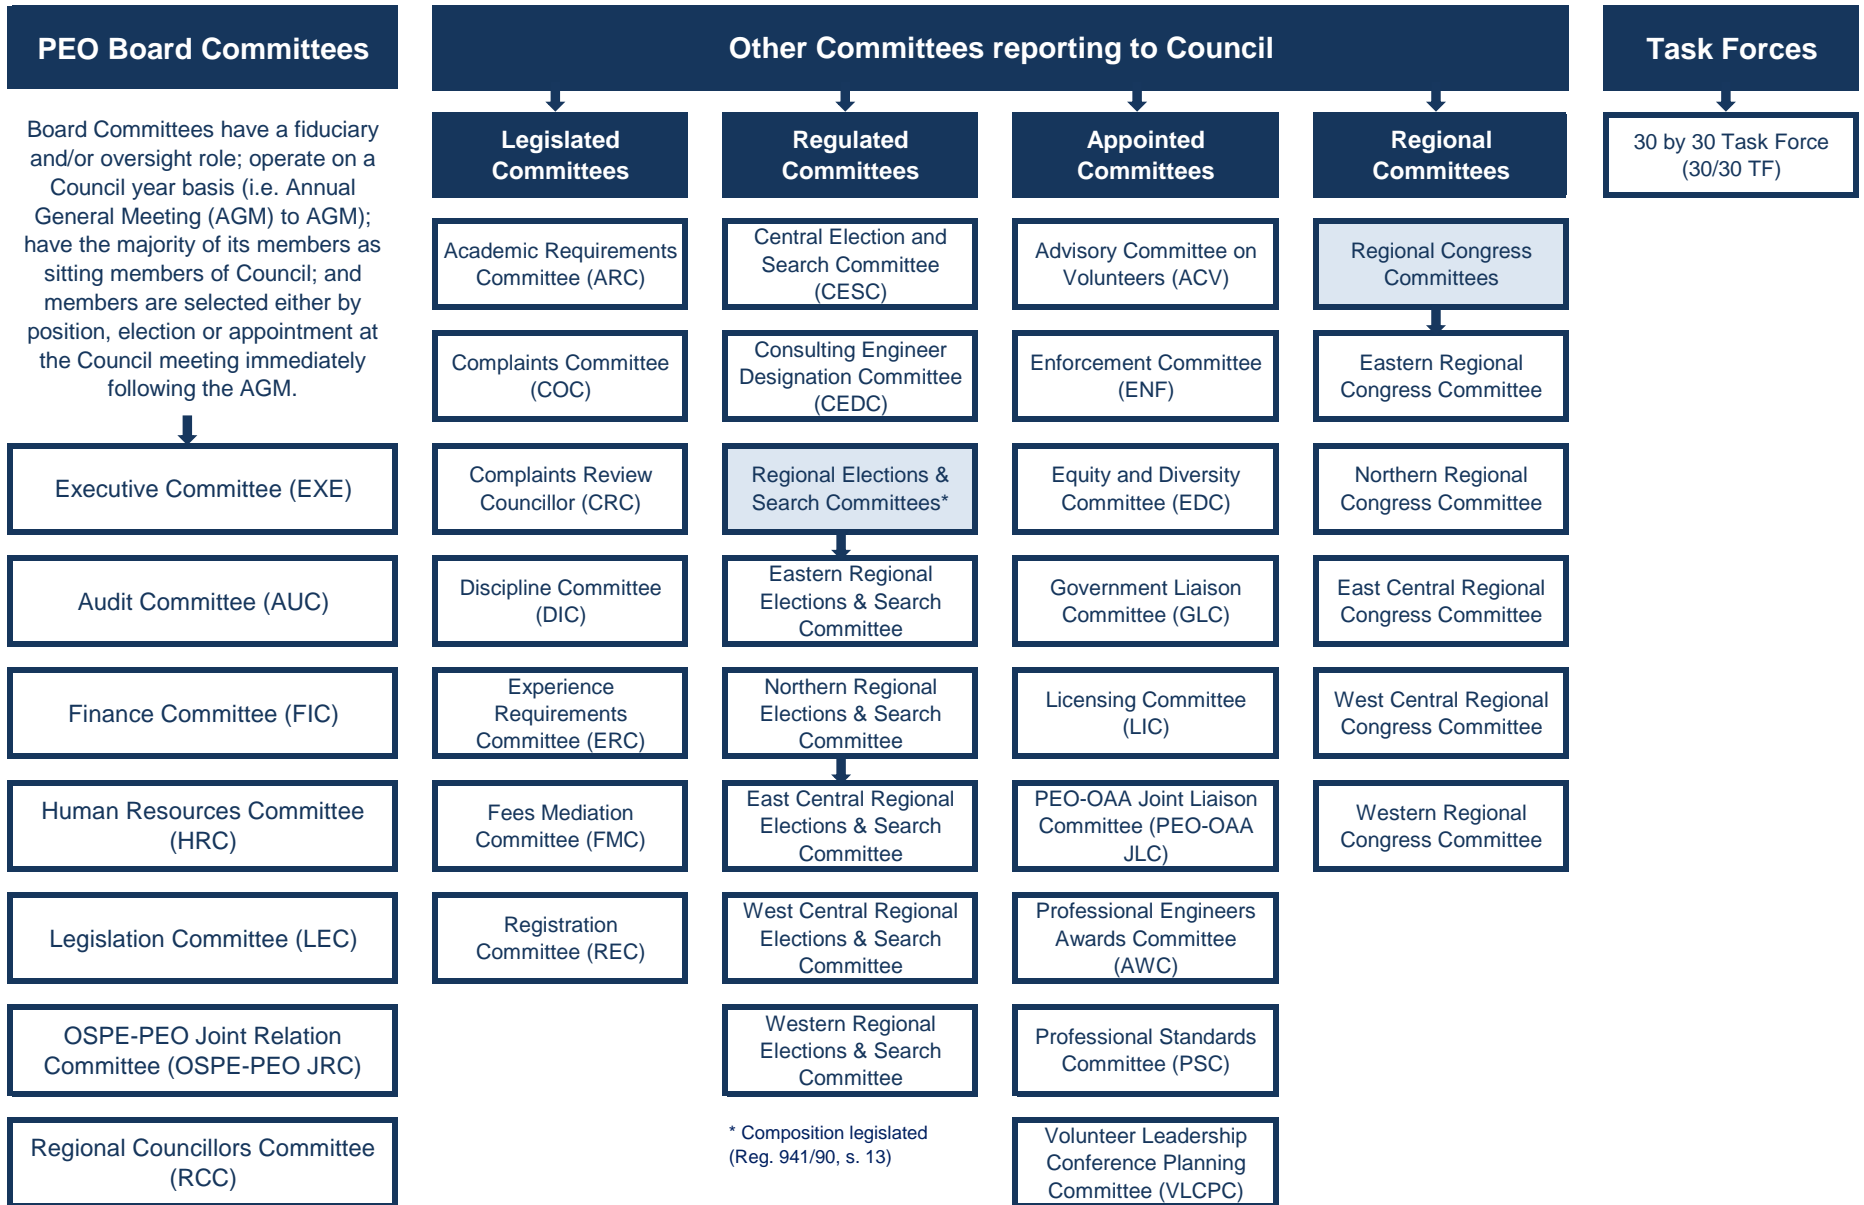 PEO Board Committees
Board Committees have a fiduciary
and/or oversight role; operate on a
Council year basis (i.e. Annual
General Meeting (AGM) to AGM);
have the majority of its members as
sitting members of Council; and
members are selected either by
position, election or appointment at
the Council meeting immediately
following the AGM.
Executive Committee (EXE)
Audit Committee (AUC)
Finance Committee (FIC)
Human Resources Committee
(HRC)
Legislation Committee (LEC)
OSPE-PEO Joint Relation
Committee (OSPE-PEO JRC)
Regional Councillors Committee
(RCC)
Other Committees reporting to Council
Legislated
Committees
Academic Requirements
Committee (ARC)
Complaints Committee
(COC)
Complaints Review
Councillor (CRC)
Discipline Committee
(DIC)
Experience
Requirements
Committee (ERC)
Fees Mediation
Committee (FMC)
Registration
Committee (REC)
Regulated
Committees
Central Election and
Search Committee
(CESC)
Consulting Engineer
Designation Committee
(CEDC)
Regional Elections &
Search Committees*
Eastern Regional
Elections & Search
Committee
Northern Regional
Elections & Search
Committee
East Central Regional
Elections & Search
Committee
West Central Regional
Elections & Search
Committee
Western Regional
Elections & Search
Committee
* Composition legislated
(Reg. 941/90, s. 13)
Appointed
Committees
Advisory Committee on
Volunteers (ACV)
Enforcement Committee
(ENF)
Equity and Diversity
Committee (EDC)
Government Liaison
Committee (GLC)
Licensing Committee
(LIC)
PEO-OAA Joint Liaison
Committee (PEO-OAA
JLC)
Professional Engineers
Awards Committee
(AWC)
Professional Standards
Committee (PSC)
Volunteer Leadership
Conference Planning
Committee (VLCPC)
Regional
Committees
Regional Congress
Committees
Eastern Regional
Congress Committee
Northern Regional
Congress Committee
East Central Regional
Congress Committee
West Central Regional
Congress Committee
Western Regional
Congress Committee
Task Forces
30 by 30 Task Force
(30/30 TF)